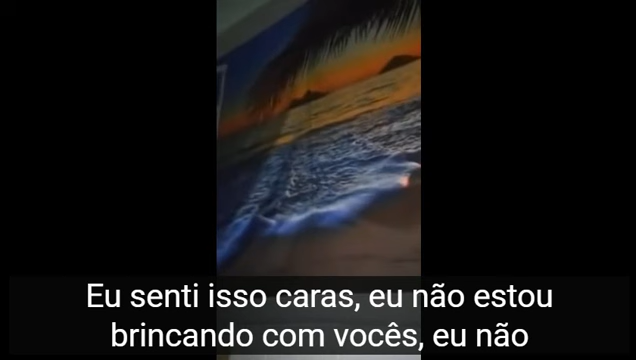 Eu senti isso caras, eu não estou
brincando com vocês, eu não